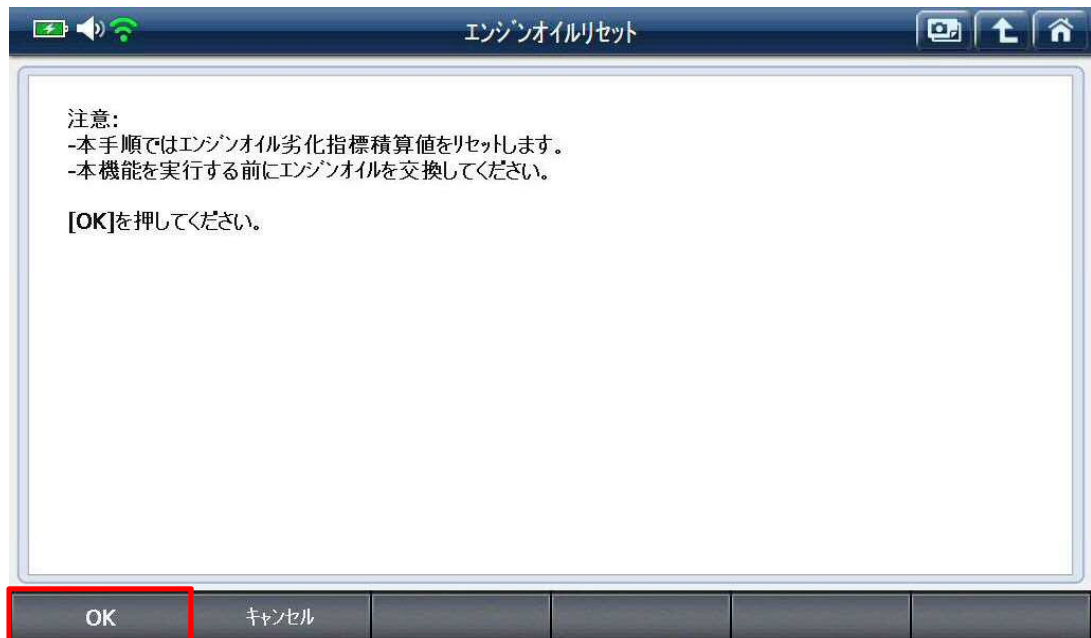 エンジンオイルリセット
注意:
-本手順ではエンジンオイル劣化指標積算値をリセットします。
-本機能を実行する前にエンジンオイルを交換してください。
[OK]を押してください。
OK
キャンセル